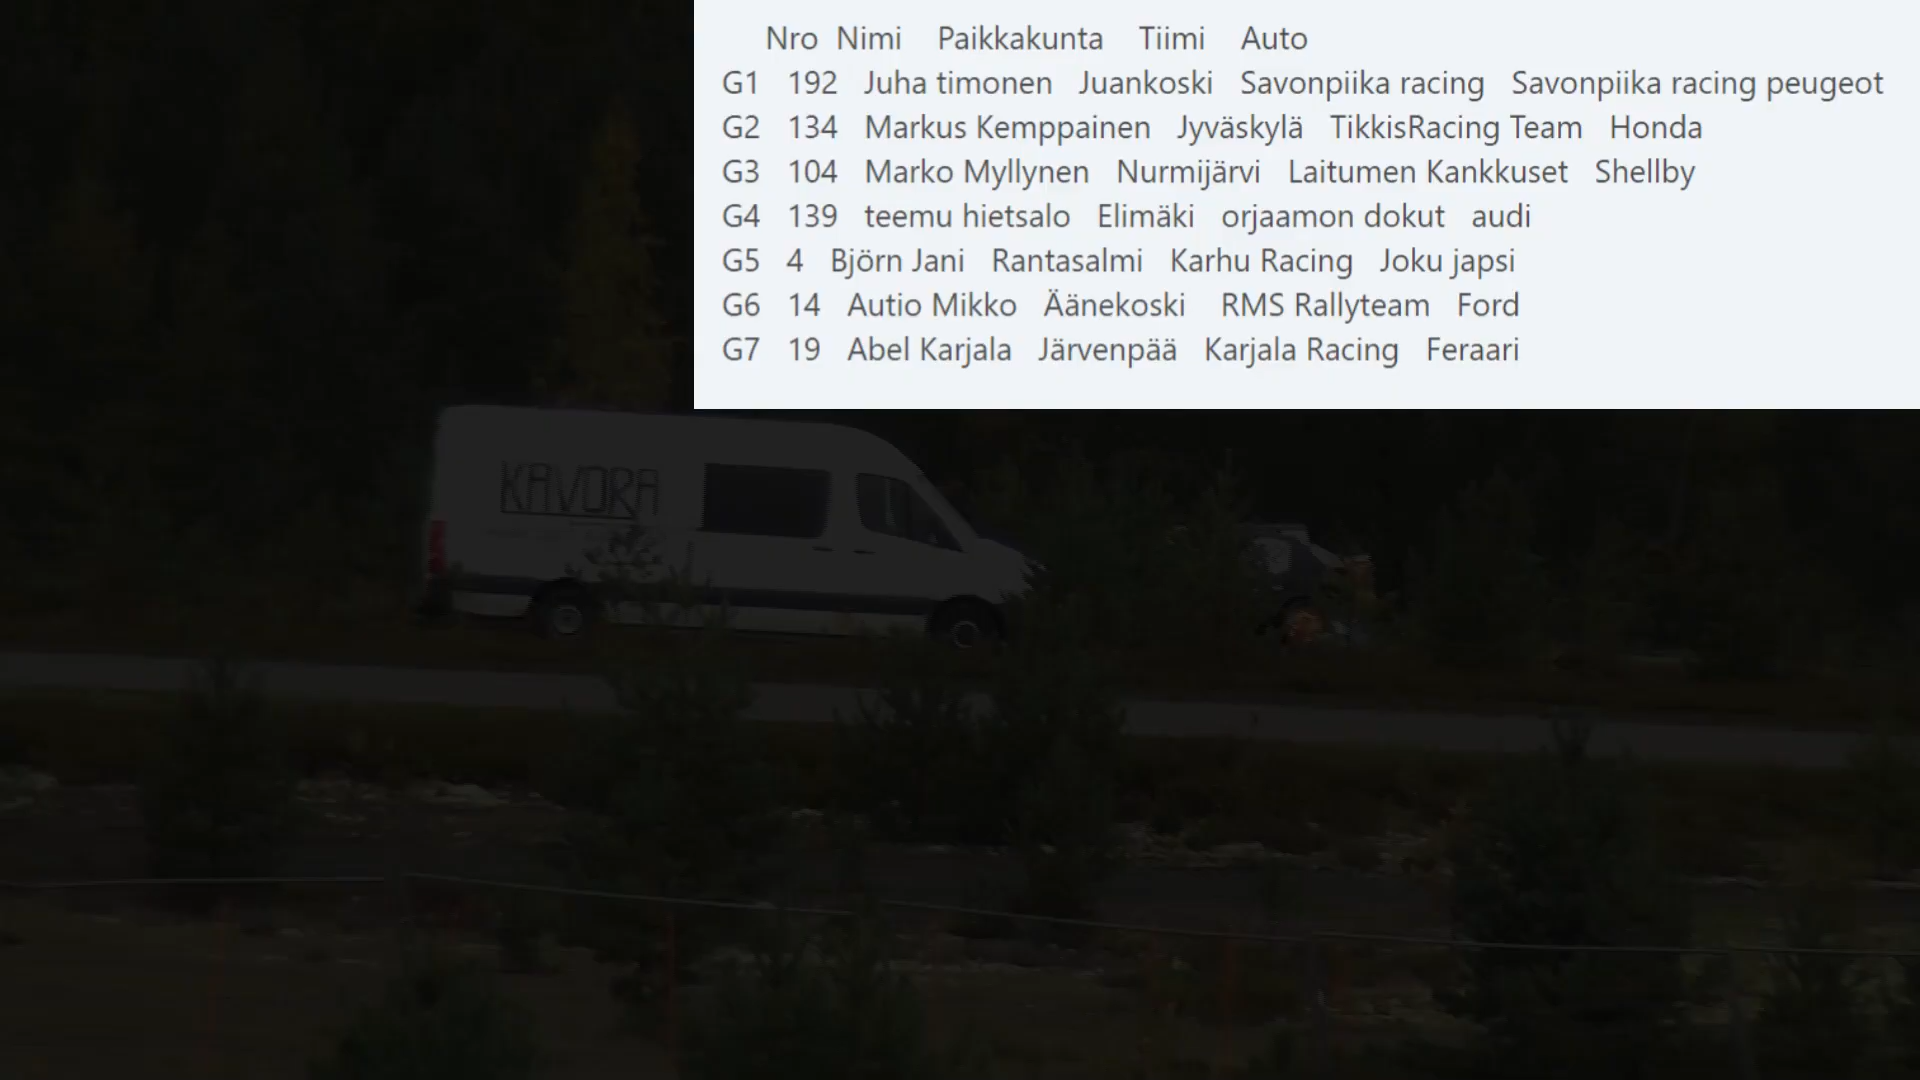 Nro Nimi Paikkakunta Tiimi Auto
G1 192 Juha timonen Juankoski Savonpiika racing Savonpiika racing peugeot
G2 134 Markus Kemppainen Jyväskylä TikkisRacing Team Honda
G3 104 Marko Myllynen Nurmijärvi Laitumen Kankkuset Shellby
G4 139 teemu hietsalo Elimäki orjaamon dokut audi
G5 4 Björn Jani Rantasalmi Karhu Racing Joku japsi
G6 14 Autio Mikko Äänekoski RMS Rallyteam Ford
G7 19 Abel Karjala Järvenpää Karjala Racing Feraari
KAVORA